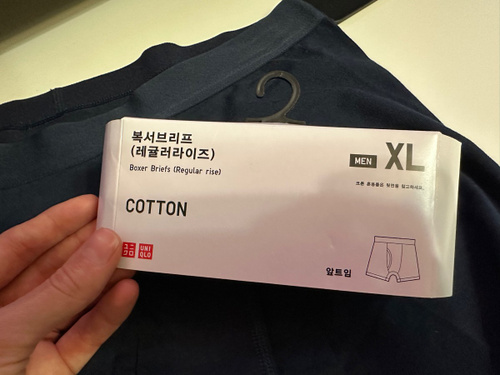 복서브리프
(레귤러라이즈)
Boxer Briefs (Regular rise)
MEN XL
COTTON
UNI
QLO
앞트임